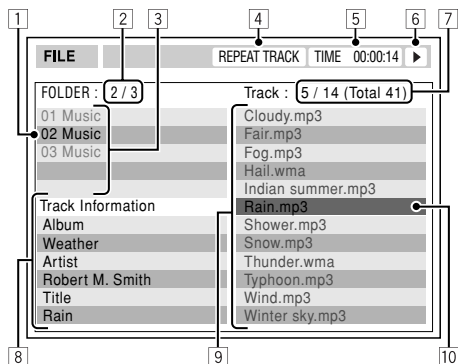 1 2 3 4 5 6 7
FILE REPEAT TRACK TIME 00:00:14
FOLDER : 2 / 3 Track : 5 / 14 (Total 41)
01 Music Cloudy.mp3
02 Music Fair.mp3
03 Music Fog.mp3
Hail.wma
Indian summer.mp3
Track Information Rain.mp3
Album Shower.mp3
Weather Snow.mp3
Artist Thunder.wma
Robert M. Smith Typhoon.mp3
Title Wind.mp3
Rain Winter sky.mp3
8 9 10